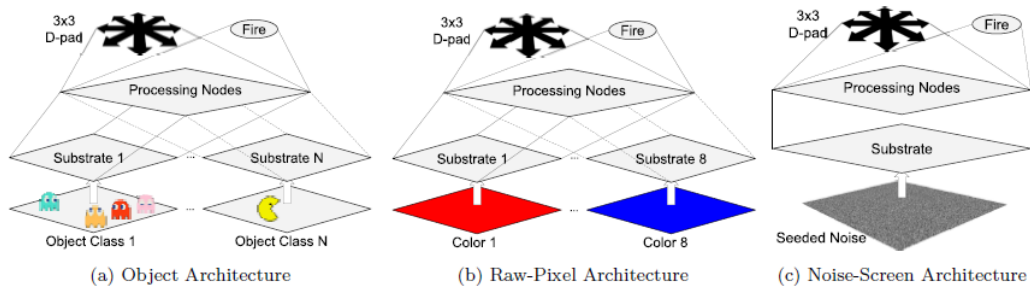 3x3
D-pad
Fire
Processing Nodes
Substrate 1
...
Substrate N
Object Class 1
...
Object Class N
(a) Object Architecture
3x3
D-pad
Fire
Processing Nodes
Substrate 1
...
Substrate 8
Color 1
...
Color 8
(b) Raw-Pixel Architecture
3x3
D-pad
Fire
Processing Nodes
Substrate
Seeded Noise
(c) Noise-Screen Architecture